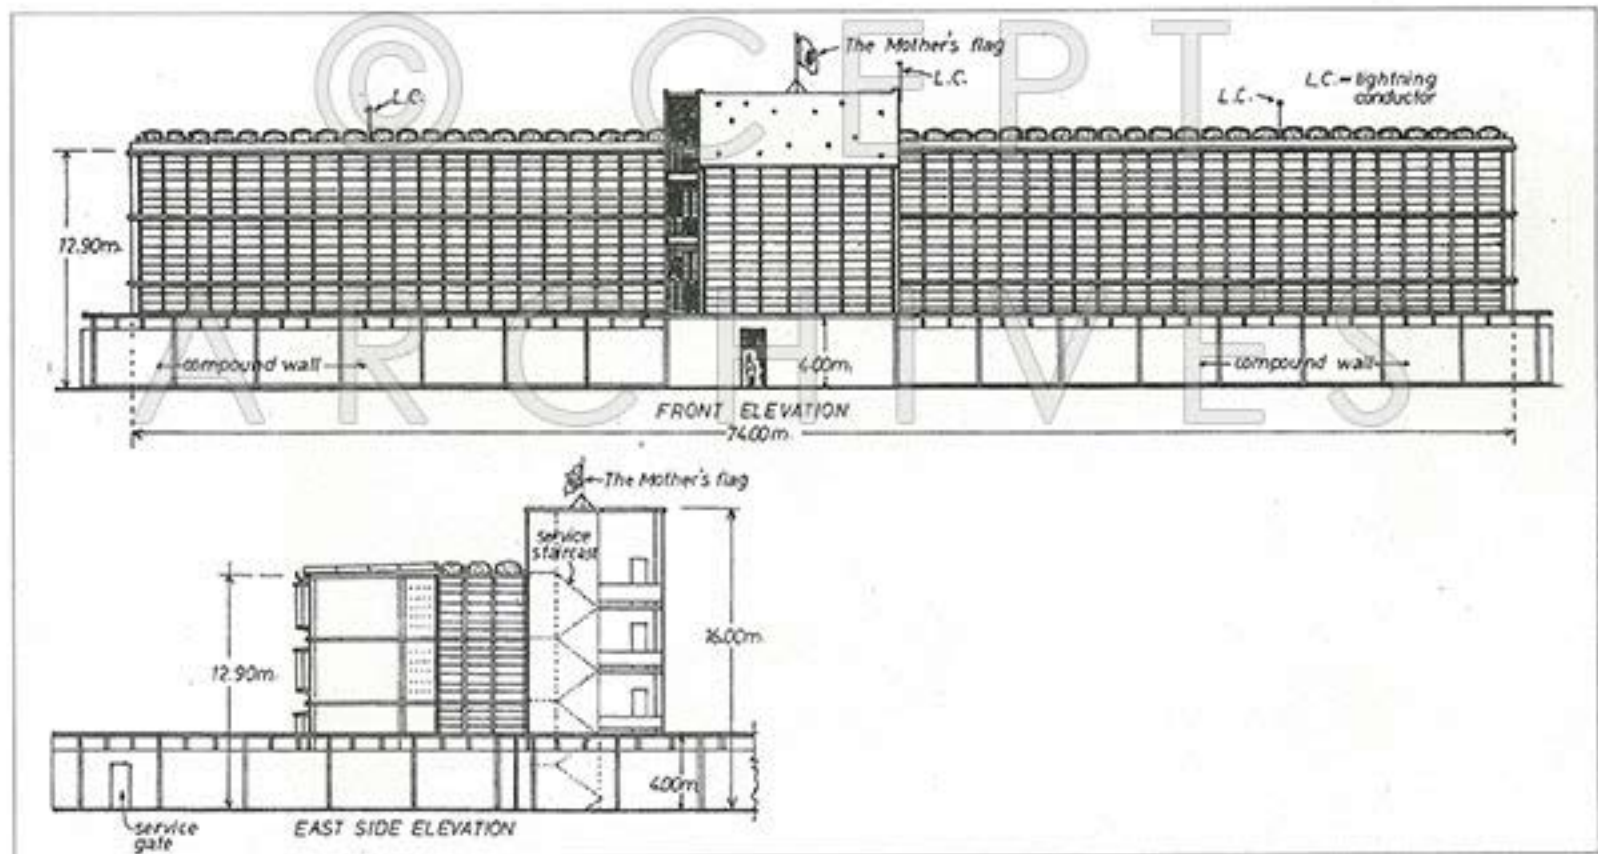 © CEPT
ARCHIVES
The Mother's flag
L.C.
L.C.
L.C.
L.C. - lightning
conductor
12.90m.
compound wall
4.00m.
compound wall
FRONT ELEVATION
74.00m.
The Mother's flag
service
staircase
12.90m.
16.00m.
4.00m.
service
gate
EAST SIDE ELEVATION